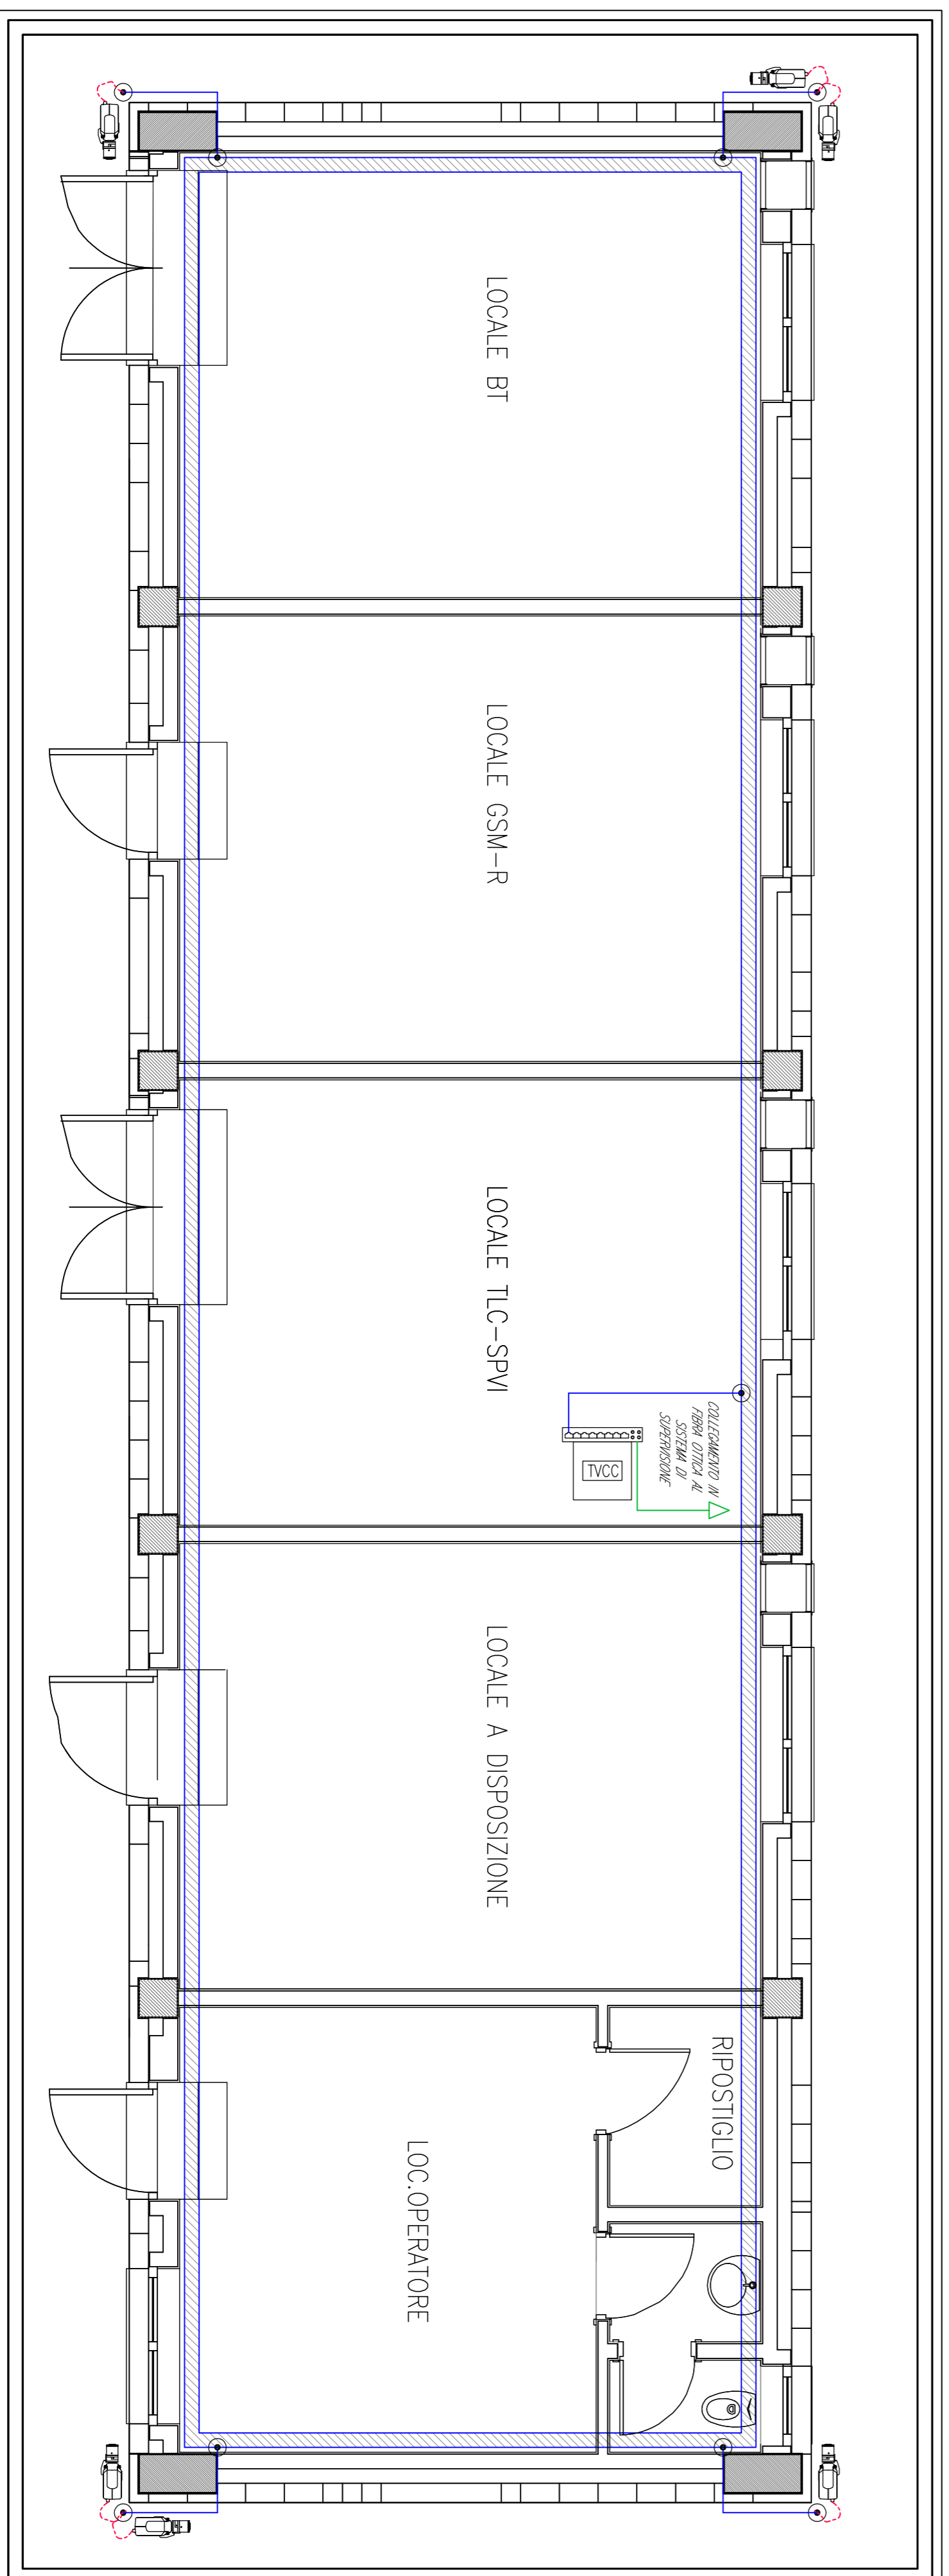 LOCALE BT
LOCALE GSM-R
LOCALE TLC-SPVI
COLLEGAMENTO IN
FIBRA OTTICA AL
SISTEMA DI
SUPERVISIONE
TVCC
LOCALE A DISPOSIZIONE
RIPOSTIGLIO
LOC.OPERATORE